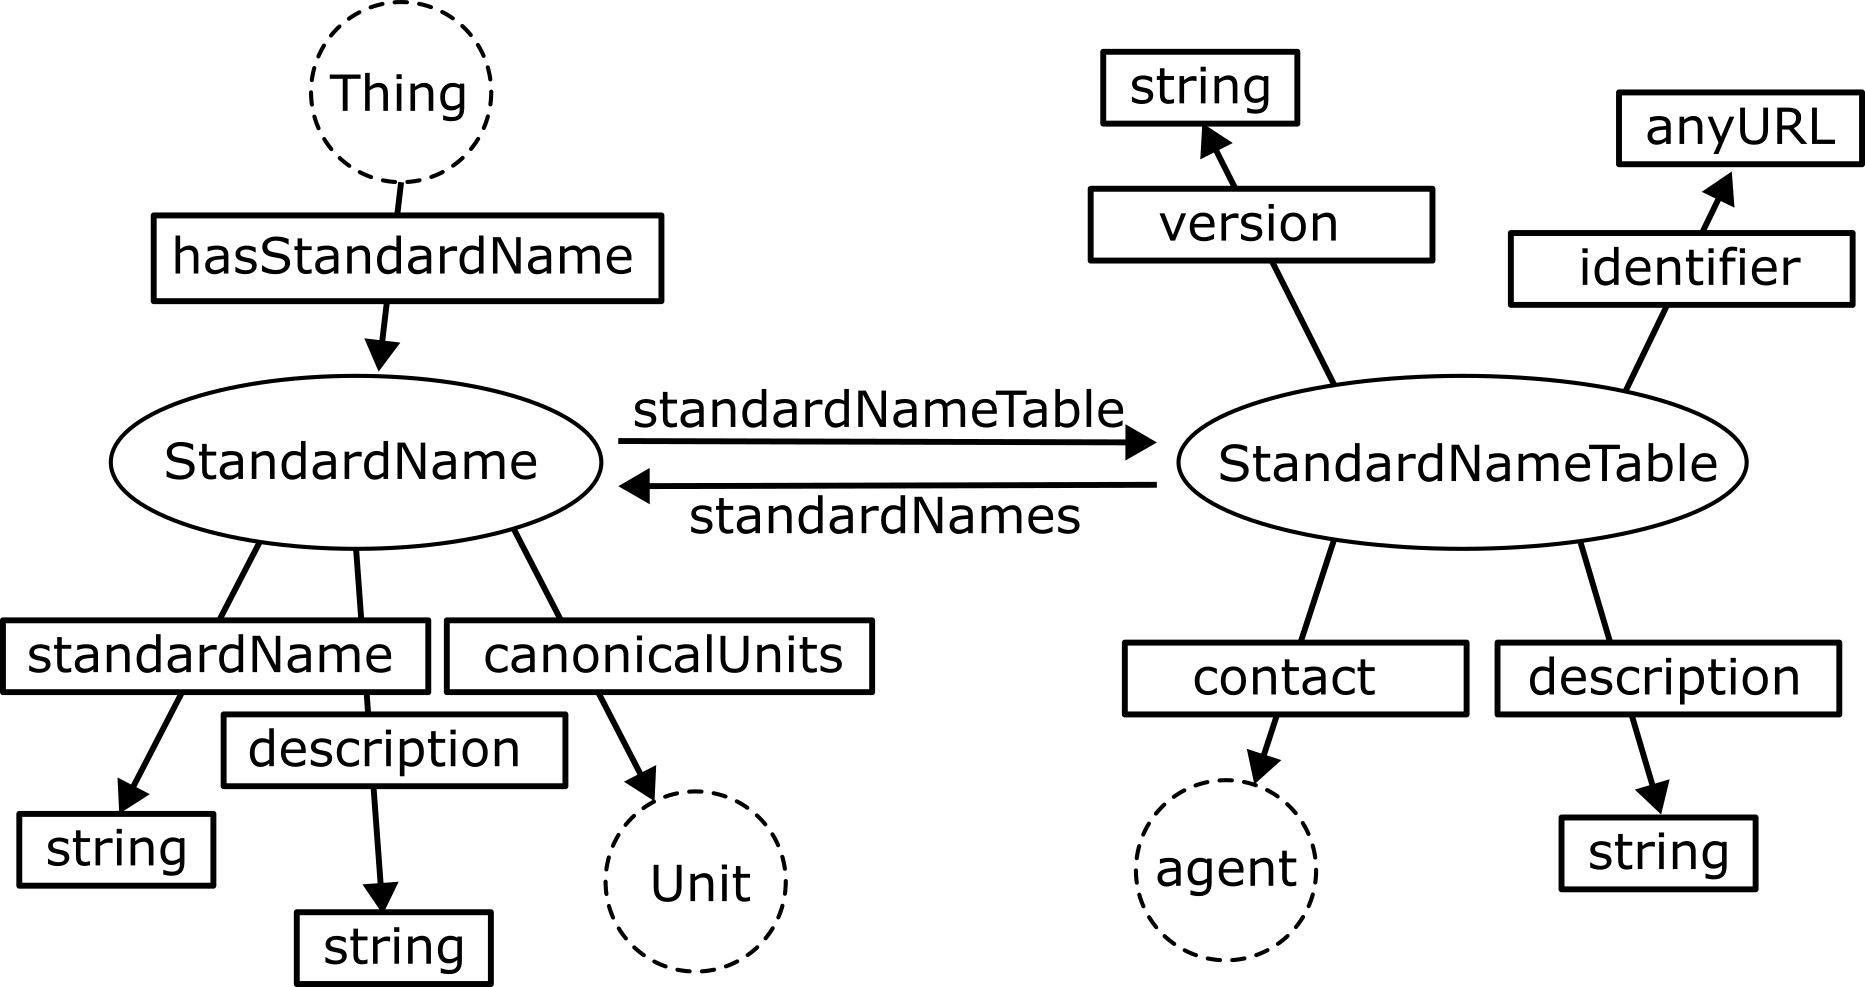 Thing
hasStandardName
StandardName
standardName
string
description
string
canonicalUnits
Unit
standardNameTable
standardNames
string
version
anyURL
identifier
StandardNameTable
contact
agent
description
string